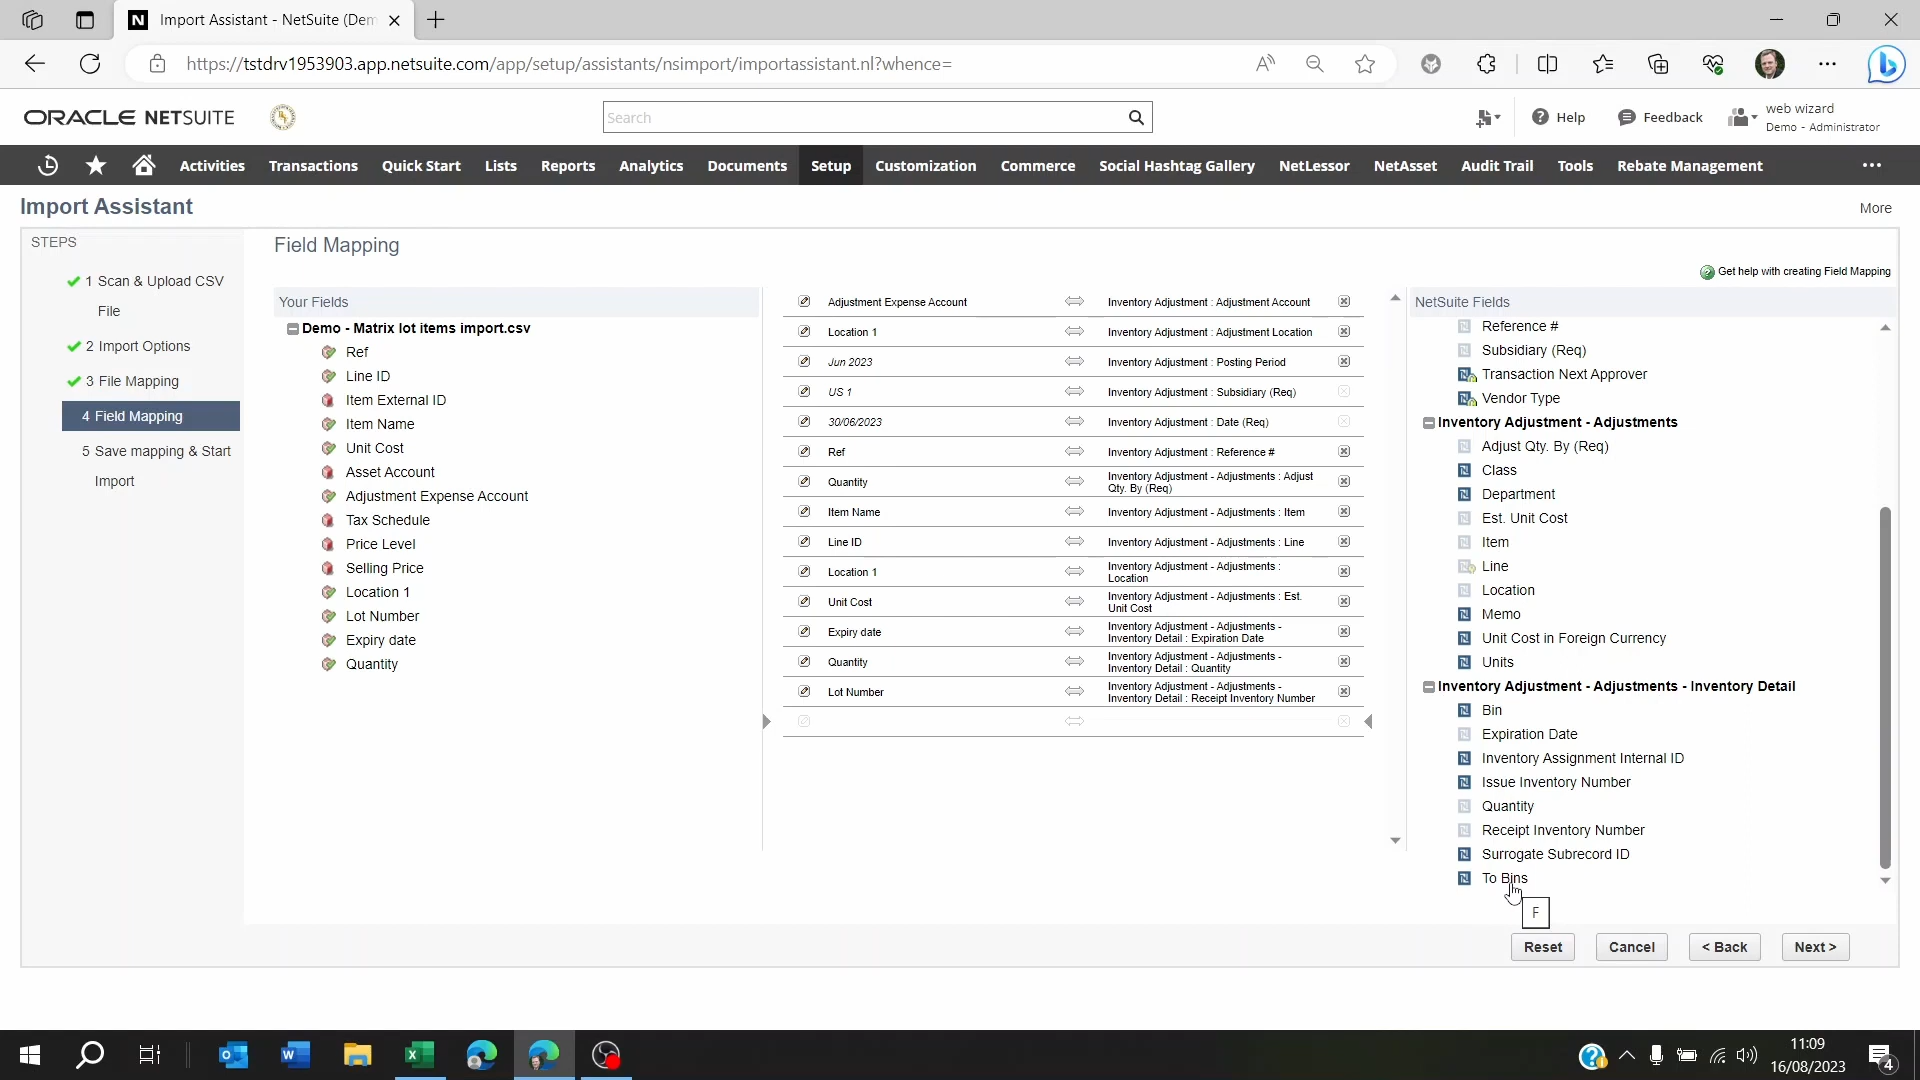 Import Assistant - NetSuite (Dem
https://tstdrv1953903.app.netsuite.com/app/setup/assistants/nsimport/importassistant.nl?whence=
ORACLE NETSUITE
Search
Help
Feedback
web wizard
Demo - Administrator
Activities
Transactions
Quick Start
Lists
Reports
Analytics
Documents
Setup
Customization
Commerce
Social Hashtag Gallery
NetLessor
NetAsset
Audit Trail
Tools
Rebate Management
Import Assistant
More
STEPS
1 Scan & Upload CSV
File
2 Import Options
3 File Mapping
4 Field Mapping
5 Save mapping & Start
Import
Field Mapping
Get help with creating Field Mapping
Your Fields
Demo - Matrix lot items import.csv
Ref
Line ID
Item External ID
Item Name
Unit Cost
Asset Account
Adjustment Expense Account
Tax Schedule
Price Level
Selling Price
Location 1
Lot Number
Expiry date
Quantity
Adjustment Expense Account
Inventory Adjustment : Adjustment Account
Location 1
Inventory Adjustment : Adjustment Location
Jun 2023
Inventory Adjustment : Posting Period
US 1
Inventory Adjustment : Subsidiary (Req)
30/06/2023
Inventory Adjustment : Date (Req)
Ref
Inventory Adjustment : Reference #
Quantity
Inventory Adjustment - Adjustments : Adjust
Qty. By (Req)
Item Name
Inventory Adjustment - Adjustments : Item
Line ID
Inventory Adjustment - Adjustments : Line
Location 1
Inventory Adjustment - Adjustments :
Location
Unit Cost
Inventory Adjustment - Adjustments : Est.
Unit Cost
Expiry date
Inventory Adjustment - Adjustments -
Inventory Detail : Expiration Date
Quantity
Inventory Adjustment - Adjustments -
Inventory Detail : Quantity
Lot Number
Inventory Adjustment - Adjustments -
Inventory Detail : Receipt Inventory Number
NetSuite Fields
Reference #
Subsidiary (Req)
Transaction Next Approver
Vendor Type
Inventory Adjustment - Adjustments
Adjust Qty. By (Req)
Class
Department
Est. Unit Cost
Item
Line
Location
Memo
Unit Cost in Foreign Currency
Units
Inventory Adjustment - Adjustments - Inventory Detail
Bin
Expiration Date
Inventory Assignment Internal ID
Issue Inventory Number
Quantity
Receipt Inventory Number
Surrogate Subrecord ID
To Bins
F
Reset
Cancel
< Back
Next >
11:09
16/08/2023
4